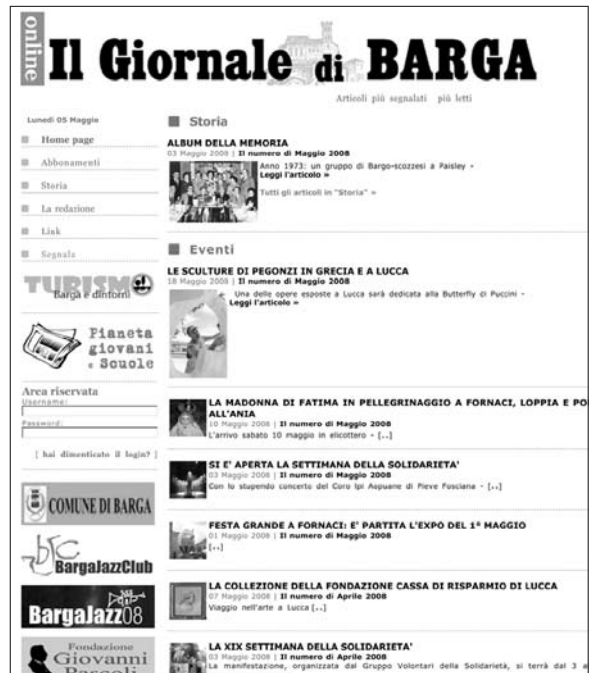 online
Il Giornale di BARGA
Articoli più segnalati più letti
Lunedì 05 Maggio
Home page
Abbonamenti
Storia
La redazione
Link
Segnala
TURISMO
Barga e dintorni
Pianeta
giovani
e Scuole
Area riservata
Username:
Password:
[ hai dimenticato il login? ]
COMUNE DI BARGA
BargaJazzClub
BargaJazz08
Fondazione
Giovanni
Pascoli
Storia
ALBUM DELLA MEMORIA
03 Maggio 2008 | Il numero di Maggio 2008
Anno 1973: un gruppo di Bargo-scozzesi a Paisley -
Leggi l'articolo »
Tutti gli articoli in "Storia" »
Eventi
LE SCULTURE DI PEGONZI IN GRECIA E A LUCCA
18 Maggio 2008 | Il numero di Maggio 2008
Una delle opere esposte a Lucca sarà dedicata alla Butterfly di Puccini -
Leggi l'articolo »
LA MADONNA DI FATIMA IN PELLEGRINAGGIO A FORNACI, LOPPIA E PO
ALL'ANIA
10 Maggio 2008 | Il numero di Maggio 2008
L'arrivo sabato 10 maggio in elicottero - [..]
SI E' APERTA LA SETTIMANA DELLA SOLIDARIETA'
03 Maggio 2008 | Il numero di Maggio 2008
Con lo stupendo concerto del Coro Ipi Aopuane di Pieve Fosciana - [..]
FESTA GRANDE A FORNACI: E' PARTITA L'EXPO DEL 1ª MAGGIO
01 Maggio 2008 | Il numero di Maggio 2008
[..]
LA COLLEZIONE DELLA FONDAZIONE CASSA DI RISPARMIO DI LUCCA
07 Maggio 2008 | Il numero di Aprile 2008
Viaggio nell'arte a Lucca [..]
LA XIX SETTIMANA DELLA SOLIDARIETA'
03 Maggio 2008 | Il numero di Aprile 2008
La manifestazione, organizzata dal Gruppo Volontari della Solidarietà, si terrà dal 3 a